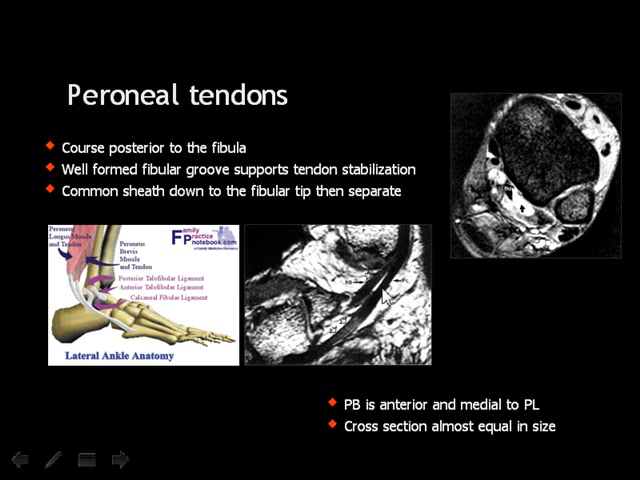 Peroneal tendons
Course posterior to the fibula
Well formed fibular groove supports tendon stabilization
Common sheath down to the fibular tip then separate
Peroneus
Longus Muscle
and Tendon
Peroneus
Brevis
Muscle
and Tendon
Family
Practice
notebook.com
Posterior Talofibular Ligament
Anterior Talofibular Ligament
Calcaneal Fibular Ligament
Lateral Ankle Anatomy
PB
PB is anterior and medial to PL
Cross section almost equal in size